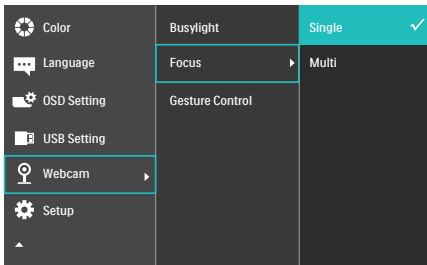 Color
Language
OSD Setting
USB Setting
Webcam
Setup
Busylight
Focus
Gesture Control
Single
Multi